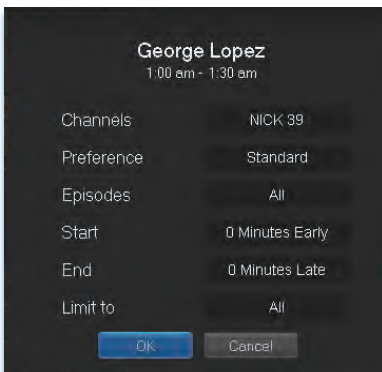 George Lopez
1:00 am - 1:30 am
Channels NICK 39
Preference Standard
Episodes All
Start 0 Minutes Early
End 0 Minutes Late
Limit to All
OK Cancel